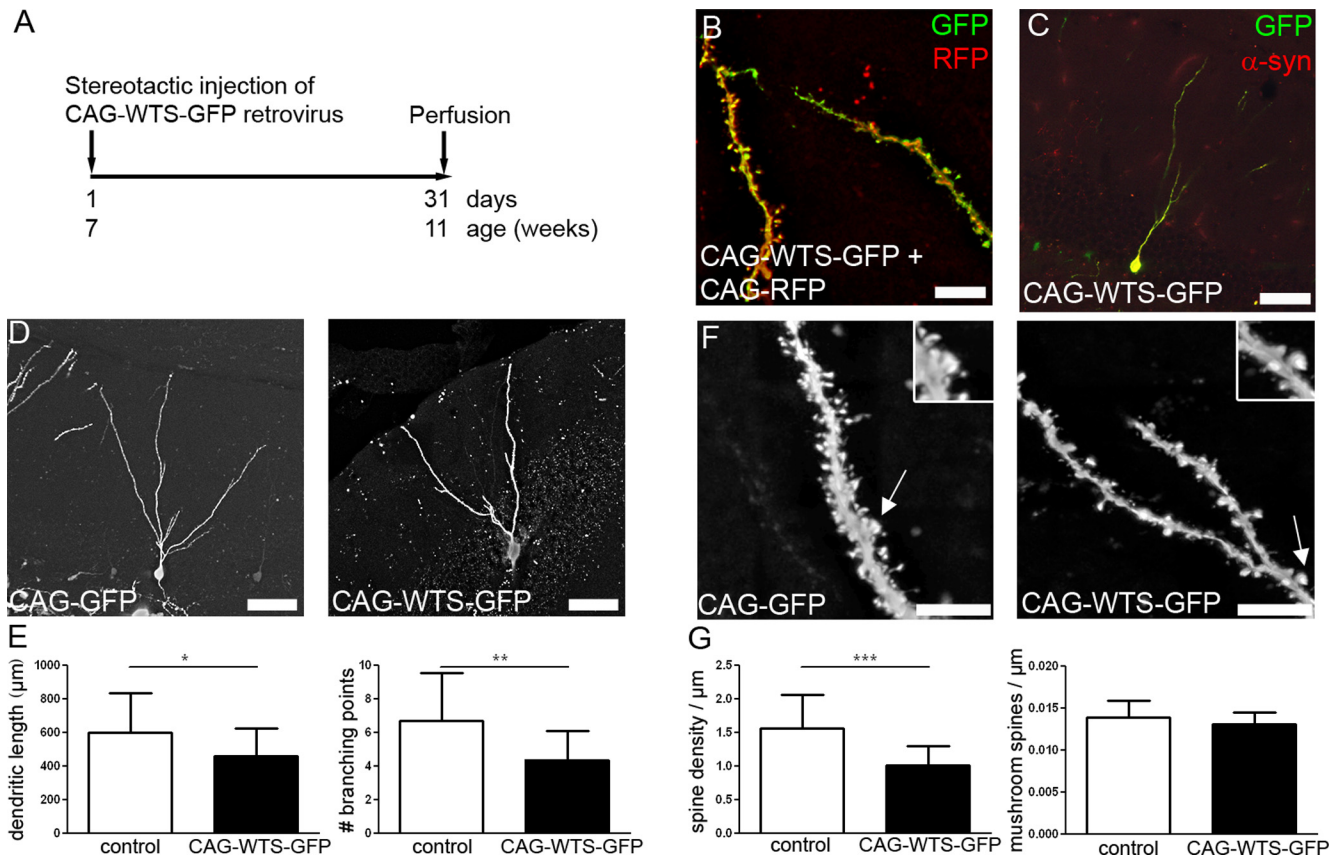 A
Stereotactic injection of
CAG-WTS-GFP retrovirus
Perfusion
1 31 days
7 11 age (weeks)
B
GFP
RFP
CAG-WTS-GFP +
CAG-RFP
C
GFP
α-syn
CAG-WTS-GFP
D
CAG-GFP
CAG-WTS-GFP
F
CAG-GFP
CAG-WTS-GFP
E
dendritic length (µm)
1000
800
600
400
200
0
*
control CAG-WTS-GFP
# branching points
10
8
6
4
2
0
**
control CAG-WTS-GFP
G
spine density / µm
2.5
2.0
1.5
1.0
0.5
0.0
***
control CAG-WTS-GFP
mushroom spines / µm
0.020
0.015
0.010
0.005
0.000
control CAG-WTS-GFP